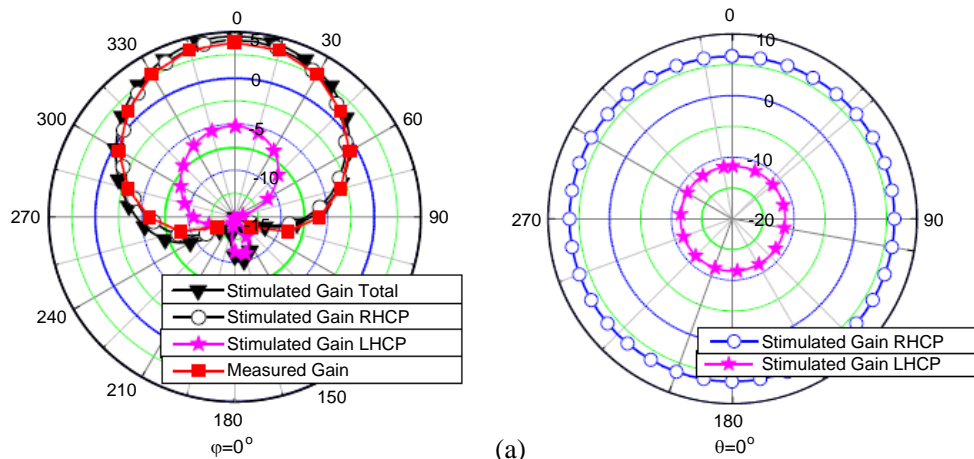 0
330
30
5
0
300
60
-5
-10
270
90
-5
Stimulated Gain Total
Stimulated Gain RHCP
Stimulated Gain LHCP
Measured Gain
240
210
150
180
φ=0°
(a)
0
10
0
-10
270
-20
90
Stimulated Gain RHCP
Stimulated Gain LHCP
180
θ=0°